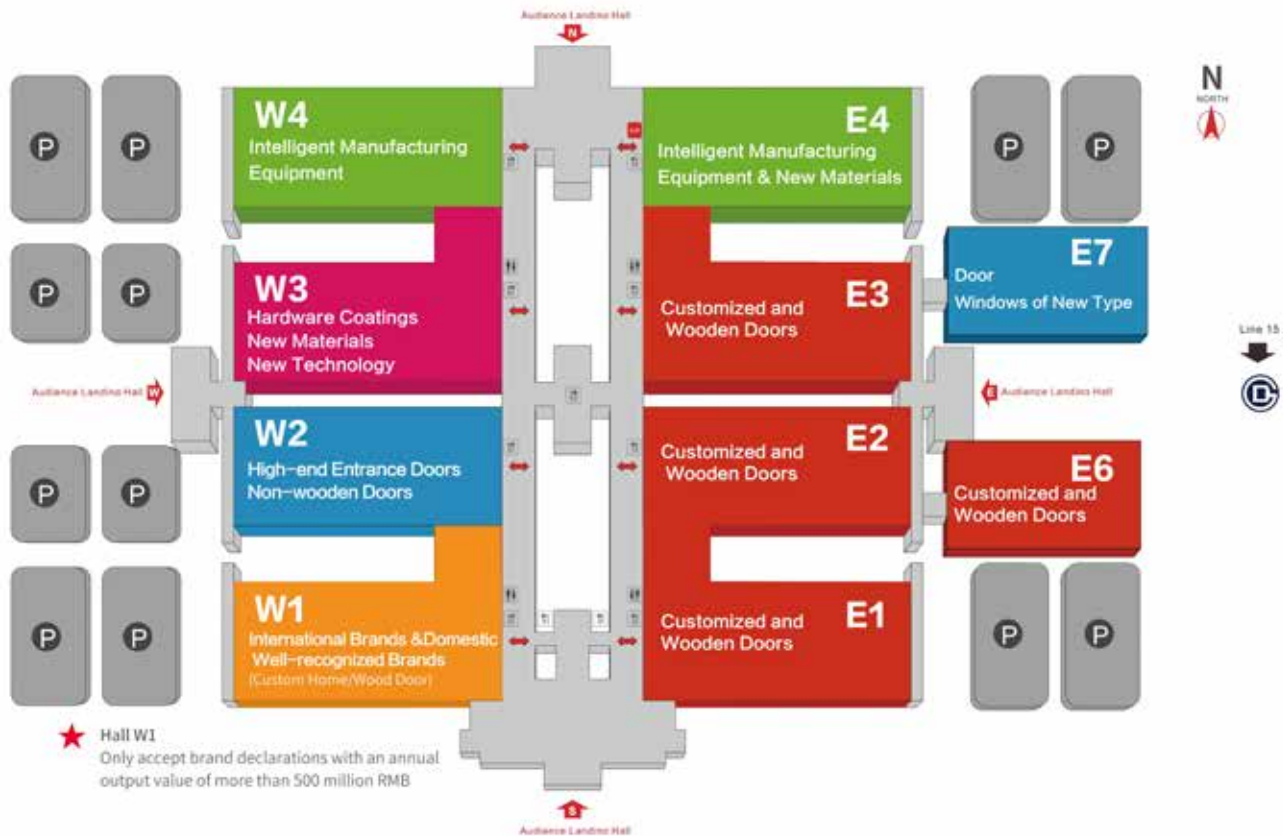 Audience Landing Hall
N
W4
Intelligent Manufacturing
Equipment
E4
Intelligent Manufacturing
Equipment & New Materials
N
NORTH
P
P
P
P
W3
Hardware Coatings
New Materials
New Technology
E3
Customized and
Wooden Doors
E7
Door
Windows of New Type
P
P
Line 15
Audience Landing Hall W
E Audience Landing Hall
W2
High-end Entrance Doors
Non-wooden Doors
E2
Customized and
Wooden Doors
E6
Customized and
Wooden Doors
P
P
W1
International Brands &Domestic
Well-recognized Brands
(Custom Home/Wood Door)
E1
Customized and
Wooden Doors
P
P
P
P
Hall W1
Only accept brand declarations with an annual
output value of more than 500 million RMB
S
Audience Landing Hall